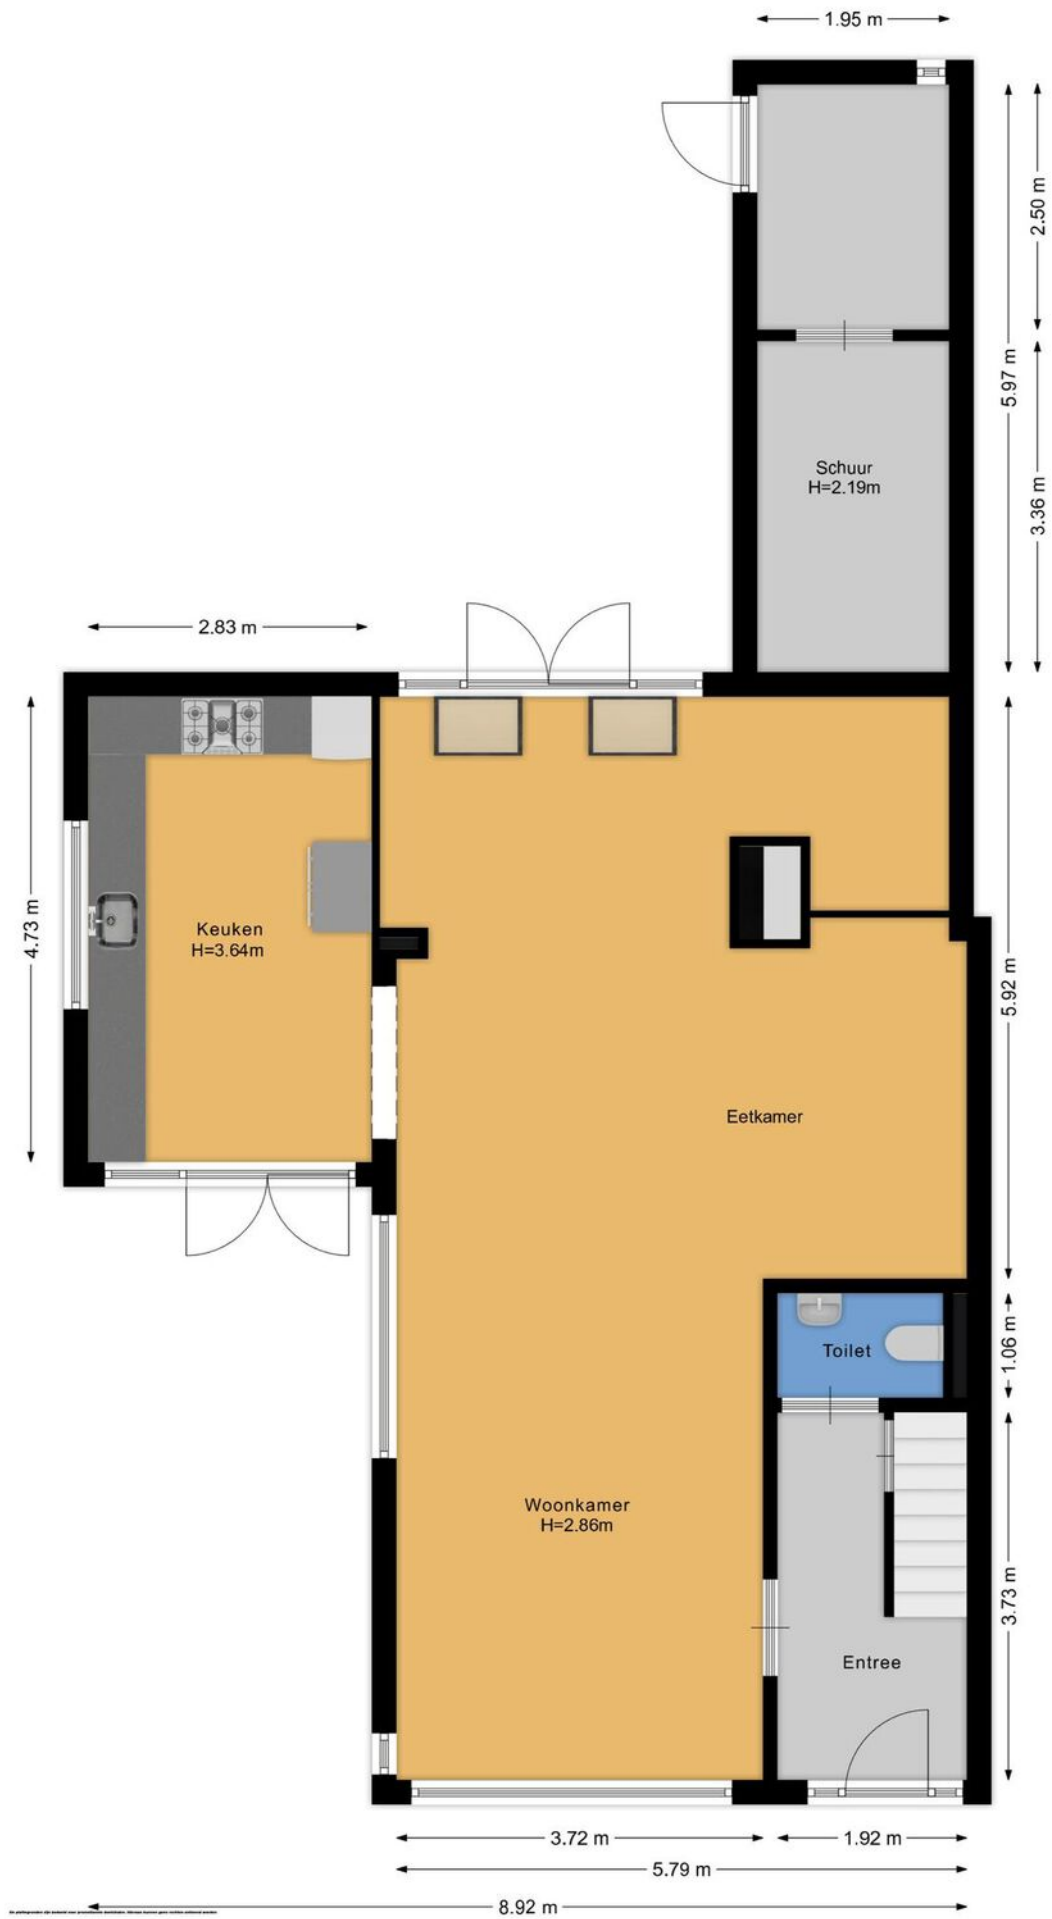 1.95 m
2.50 m
5.97 m
3.36 m
Schuur
H=2.19m
2.83 m
4.73 m
Keuken
H=3.64m
5.92 m
Eetkamer
1.06 m
Toilet
Woonkamer
H=2.86m
3.73 m
Entree
3.72 m
1.92 m
5.79 m
8.92 m